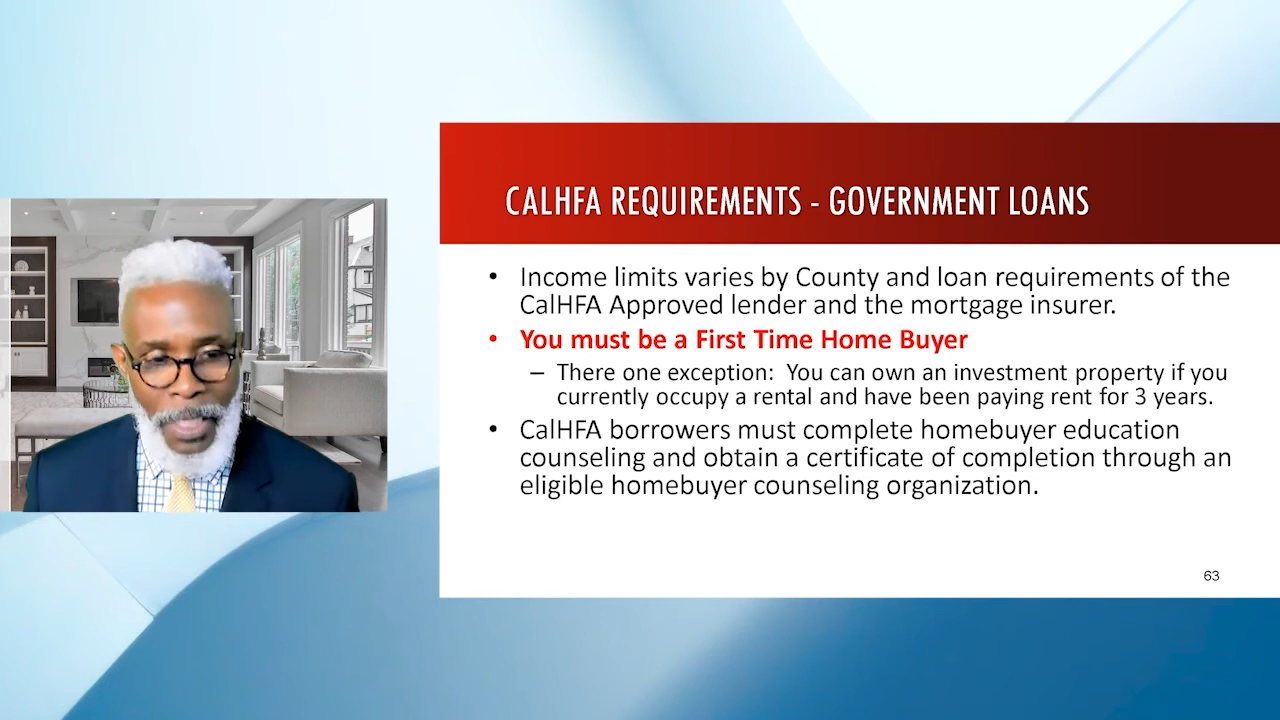 CALHFA REQUIREMENTS - GOVERNMENT LOANS
• Income limits varies by County and loan requirements of the
CalHFA Approved lender and the mortgage insurer.
• You must be a First Time Home Buyer
– There one exception: You can own an investment property if you
currently occupy a rental and have been paying rent for 3 years.
• CalHFA borrowers must complete homebuyer education
counseling and obtain a certificate of completion through an
eligible homebuyer counseling organization.
63